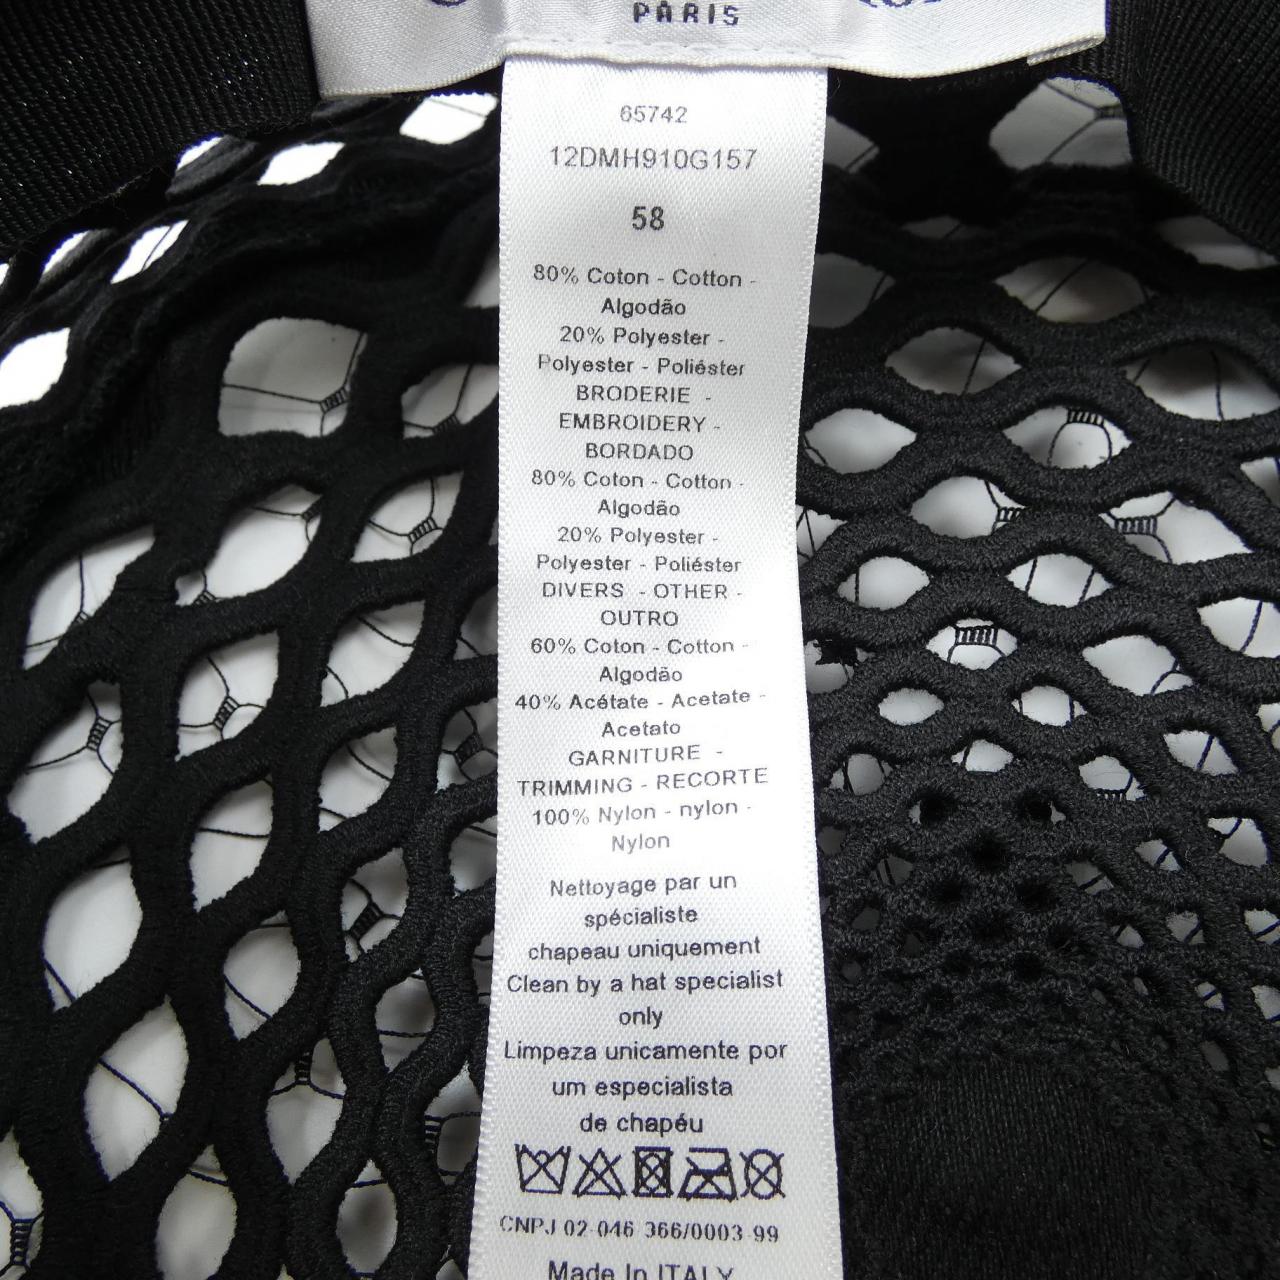 PARIS
65742
12DMH910G157
58
80% Coton - Cotton -
Algodão
20% Polyester -
Polyester - Poliéster
BRODERIE -
EMBROIDERY -
BORDADO
80% Coton - Cotton -
Algodão
20% Polyester -
Polyester - Poliéster
DIVERS - OTHER -
OUTRO
60% Coton - Cotton -
Algodão
40% Acétate - Acetate -
Acetato
GARNITURE -
TRIMMING - RECORTE
100% Nylon - nylon -
Nylon
Nettoyage par un
spécialiste
chapeau uniquement
Clean by a hat specialist
only
Limpeza unicamente por
um especialista
de chapéu
CNPJ 02 046 366/0003 99
Made In ITALY